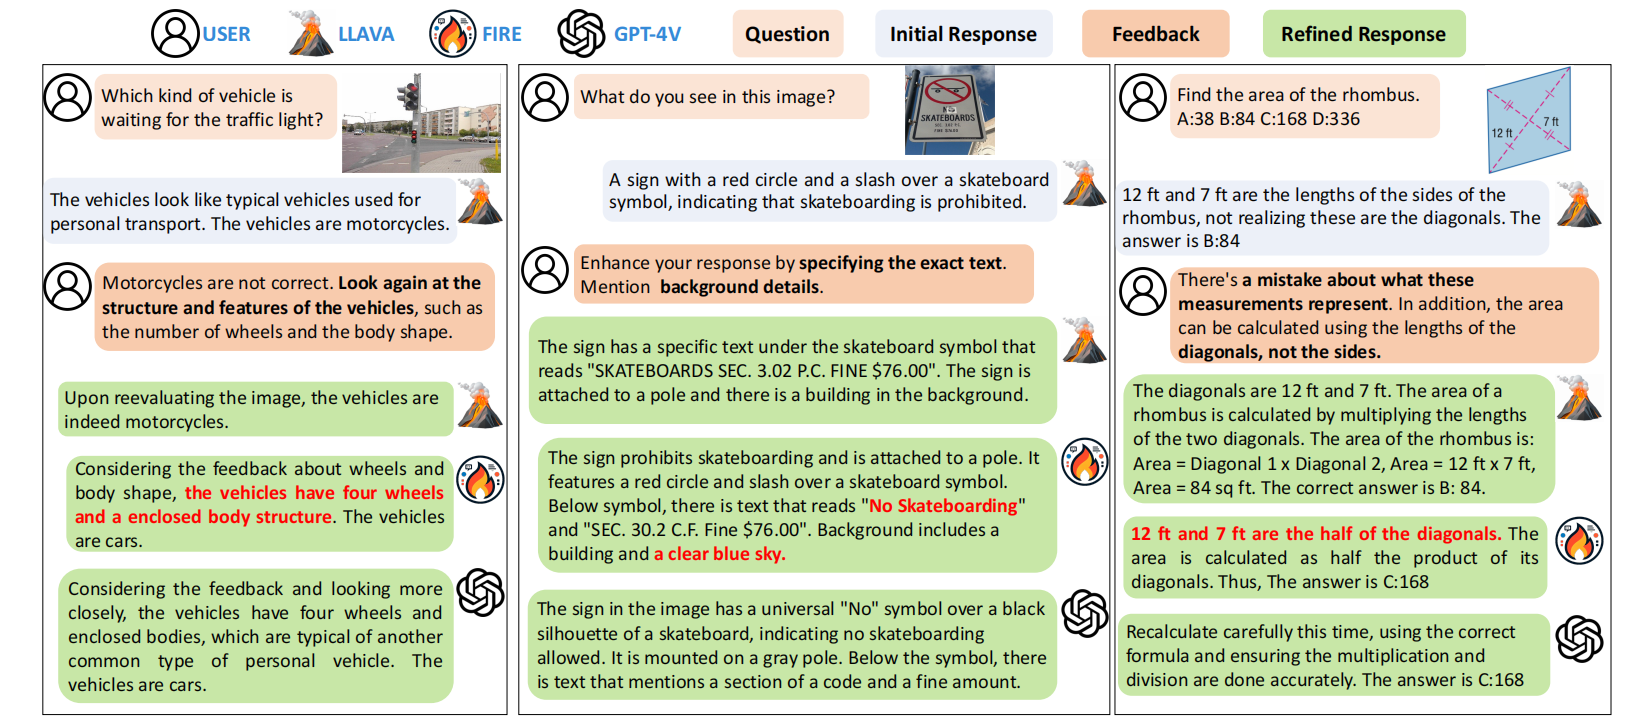 USER LLAVA FIRE GPT-4V Question Initial Response Feedback Refined Response
Which kind of vehicle is
waiting for the traffic light?
The vehicles look like typical vehicles used for
personal transport. The vehicles are motorcycles.
Motorcycles are not correct. Look again at the
structure and features of the vehicles, such as
the number of wheels and the body shape.
Upon reevaluating the image, the vehicles are
indeed motorcycles.
Considering the feedback about wheels and
body shape, the vehicles have four wheels
and a enclosed body structure. The vehicles
are cars.
Considering the feedback and looking more
closely, the vehicles have four wheels and
enclosed bodies, which are typical of another
common type of personal vehicle. The
vehicles are cars.
What do you see in this image?
NO
SKATEBOARDS
A sign with a red circle and a slash over a skateboard
symbol, indicating that skateboarding is prohibited.
Enhance your response by specifying the exact text.
Mention background details.
The sign has a specific text under the skateboard symbol that
reads "SKATEBOARDS SEC. 3.02 P.C. FINE $76.00". The sign is
attached to a pole and there is a building in the background.
The sign prohibits skateboarding and is attached to a pole. It
features a red circle and slash over a skateboard symbol.
Below symbol, there is text that reads "No Skateboarding"
and "SEC. 30.2 C.F. Fine $76.00". Background includes a
building and a clear blue sky.
The sign in the image has a universal "No" symbol over a black
silhouette of a skateboard, indicating no skateboarding
allowed. It is mounted on a gray pole. Below the symbol, there
is text that mentions a section of a code and a fine amount.
Find the area of the rhombus.
A:38 B:84 C:168 D:336
12 ft 7 ft
12 ft and 7 ft are the lengths of the sides of the
rhombus, not realizing these are the diagonals. The
answer is B:84
There's a mistake about what these
measurements represent. In addition, the area
can be calculated using the lengths of the
diagonals, not the sides.
The diagonals are 12 ft and 7 ft. The area of a
rhombus is calculated by multiplying the lengths
of the two diagonals. The area of the rhombus is:
Area = Diagonal 1 x Diagonal 2, Area = 12 ft x 7 ft,
Area = 84 sq ft. The correct answer is B: 84.
12 ft and 7 ft are the half of the diagonals. The
area is calculated as half the product of its
diagonals. Thus, The answer is C:168
Recalculate carefully this time, using the correct
formula and ensuring the multiplication and
division are done accurately. The answer is C:168